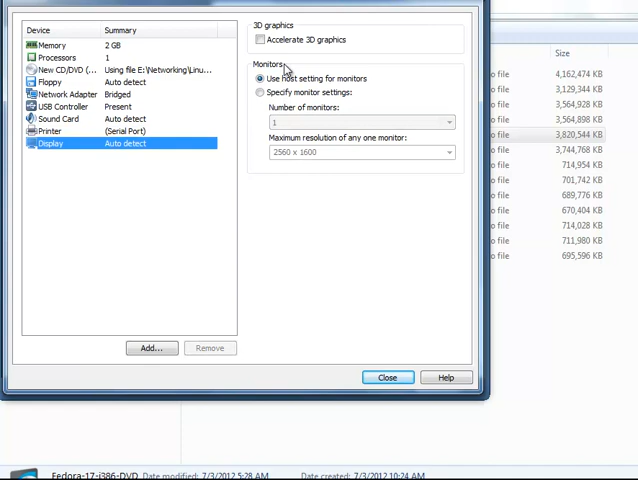 Device Summary
Memory 2 GB
Processors 1
New CD/DVD (... Using file E:\Networking\Linu...
Floppy Auto detect
Network Adapter Bridged
USB Controller Present
Sound Card Auto detect
Printer (Serial Port)
Display Auto detect
Add... Remove
3D graphics
Accelerate 3D graphics
Monitors
Use host setting for monitors
Specify monitor settings:
Number of monitors:
1
Maximum resolution of any one monitor:
2560 x 1600
Close Help
Size
o file 4,162,474 KB
o file 3,129,344 KB
o file 3,564,928 KB
o file 3,564,898 KB
o file 3,820,544 KB
o file 3,744,768 KB
o file 714,954 KB
o file 701,742 KB
o file 689,776 KB
o file 670,404 KB
o file 714,028 KB
o file 711,980 KB
o file 695,596 KB
Fedora-17-i386-DVD Date modified: 7/3/2012 5:28 AM Date created: 7/3/2012 10:24 AM